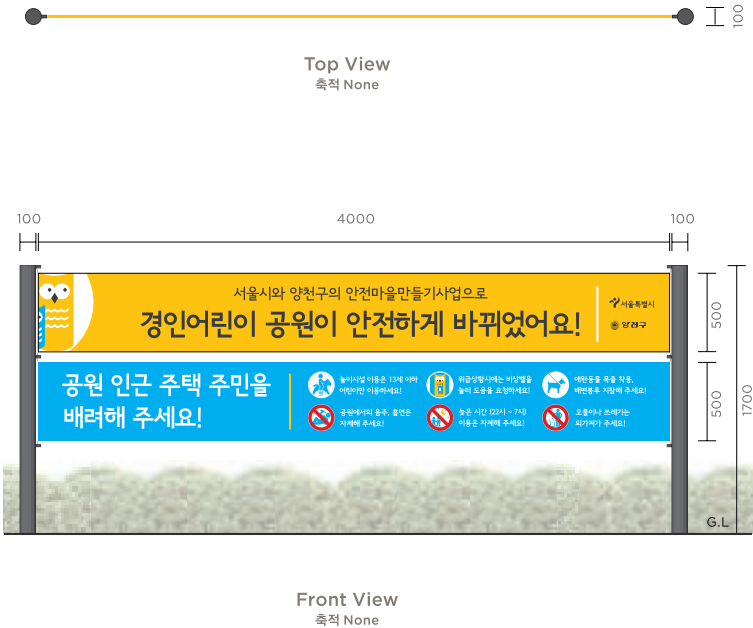 100
Top View
축적 None
100
4000
100
서울시와 양천구의 안전마을만들기사업으로
경인어린이 공원이 안전하게 바뀌었어요!
서울특별시
양천구
500
공원 인근 주택 주민을
배려해 주세요!
놀이시설 이용은 13세 이하
어린이만 이용하세요!
위급상황시에는 비상벨을
눌러 도움을 요청하세요!
애완동물 목줄 착용,
배변봉투 지참해 주세요!
공원에서의 음주, 흡연은
자제해 주세요!
늦은 시간 (22시 ~ 7시)
이용은 자제해 주세요!
오물이나 쓰레기는
되가져가 주세요!
500
1700
G.L
Front View
축적 None